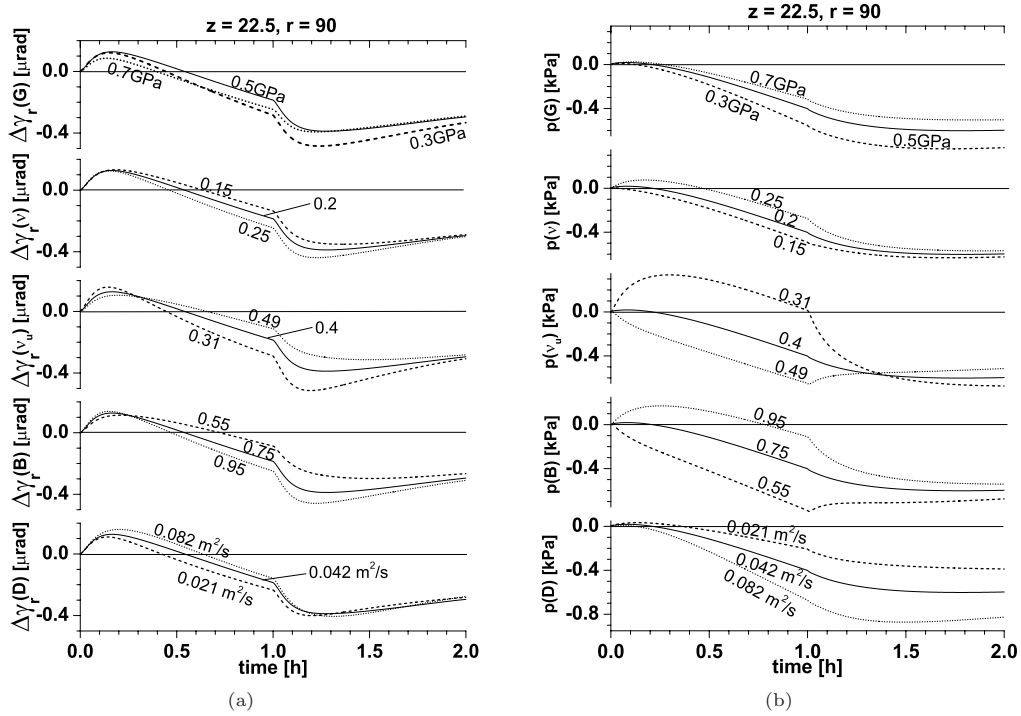 z = 22.5, r = 90
Δγr(G) [μrad]
0.0
-0.4
0.7GPa
0.5GPa
0.3GPa
Δγr(ν) [μrad]
0.0
-0.4
0.15
0.2
0.25
Δγr(νu) [μrad]
0.0
-0.4
0.49
0.4
0.31
Δγr(B) [μrad]
0.0
-0.4
0.55
0.75
0.95
Δγr(D) [μrad]
0.0
-0.4
0.082 m²/s
0.042 m²/s
0.021 m²/s
0.0 0.5 1.0 1.5 2.0
time [h]
(a)
z = 22.5, r = 90
p(G) [kPa]
0.0
-0.4
0.7GPa
0.3GPa
0.5GPa
p(ν) [kPa]
0.0
-0.4
0.25
0.2
0.15
p(νu) [kPa]
0.0
-0.4
0.31
0.4
0.49
p(B) [kPa]
0.0
-0.4
0.95
0.75
0.55
p(D) [kPa]
0.0
-0.4
-0.8
0.021 m²/s
0.042 m²/s
0.082 m²/s
0.0 0.5 1.0 1.5 2.0
time [h]
(b)